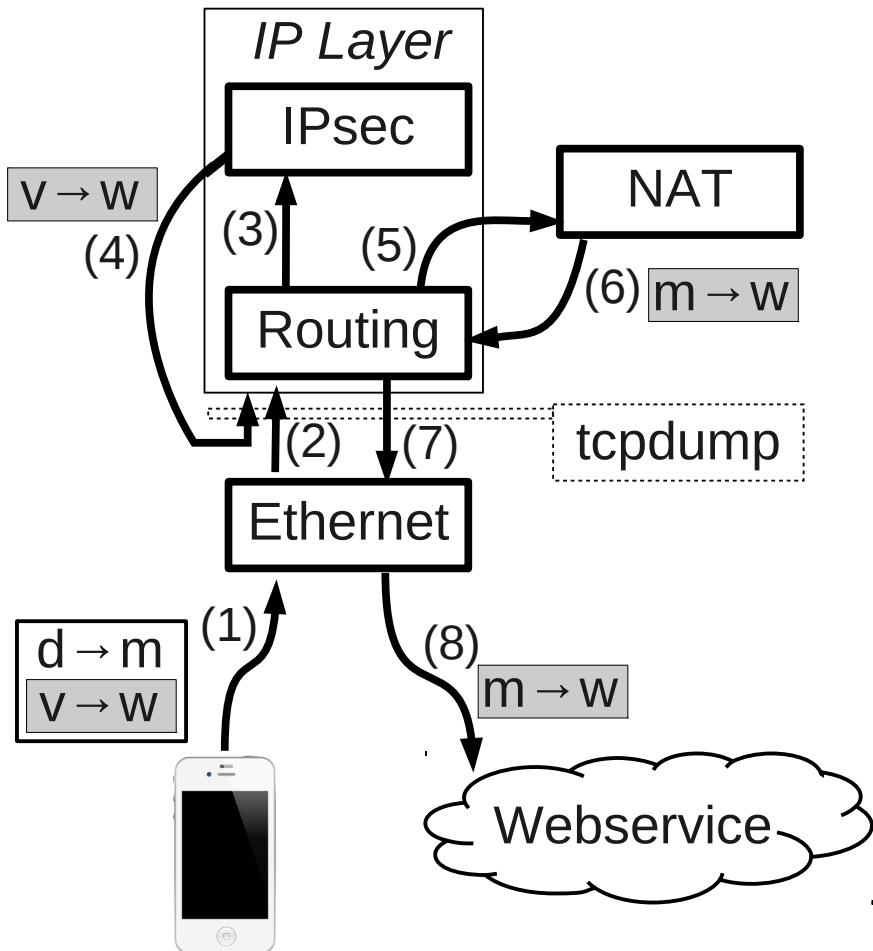 IP Layer
IPsec
NAT
v → w
(3)
(5)
(4)
(6)
m → w
Routing
(2)
(7)
tcpdump
Ethernet
(1)
d → m
v → w
(8)
m → w
Webservice